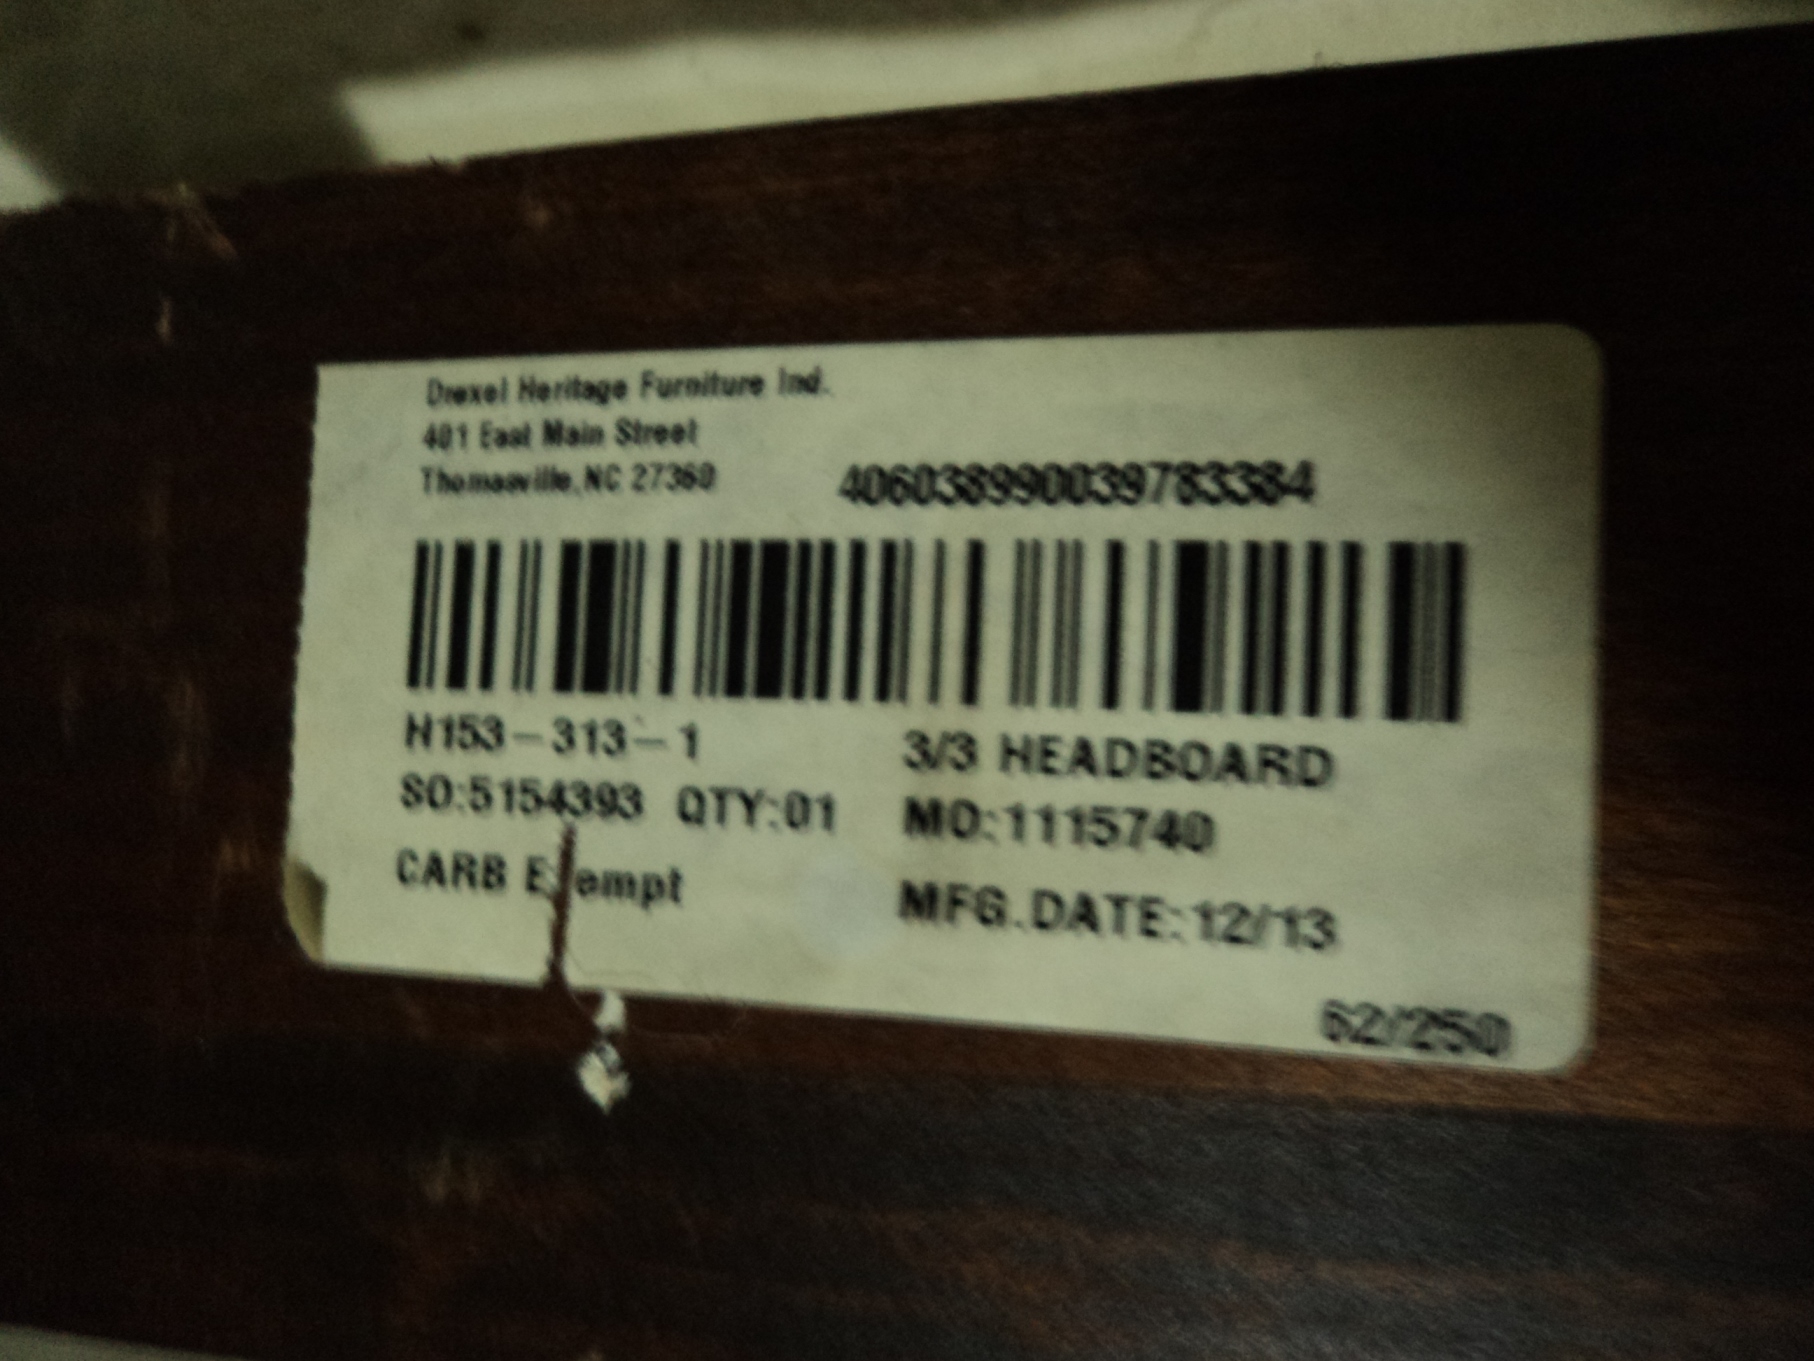 Drexel Heritage Furniture Ind.
401 East Main Street
Thomasville, NC 27360
406038990039783384
H153-313-1
3/3 HEADBOARD
SO:5154393 QTY:01
MO:1115740
CARB Exempt
MFG.DATE:12/13
62/250